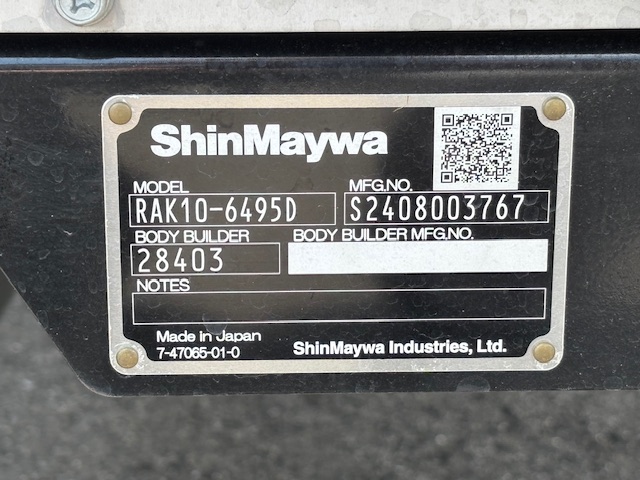 ShinMaywa
MODEL MFG.NO.
RAK10-6495D S2408003767
BODY BUILDER BODY BUILDER MFG.NO.
28403
NOTES
Made in Japan
7-47065-01-0 ShinMaywa Industries, Ltd.